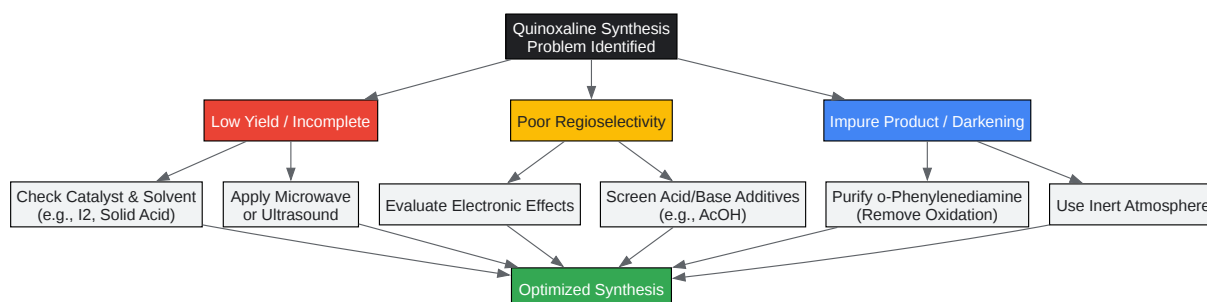 Quinoxaline Synthesis
Problem Identified
Low Yield / Incomplete
Poor Regioselectivity
Impure Product / Darkening
Check Catalyst & Solvent
(e.g., I2, Solid Acid)
Apply Microwave
or Ultrasound
Evaluate Electronic Effects
Screen Acid/Base Additives
(e.g., AcOH)
Purify o-Phenylenediamine
(Remove Oxidation)
Use Inert Atmosphere
Optimized Synthesis